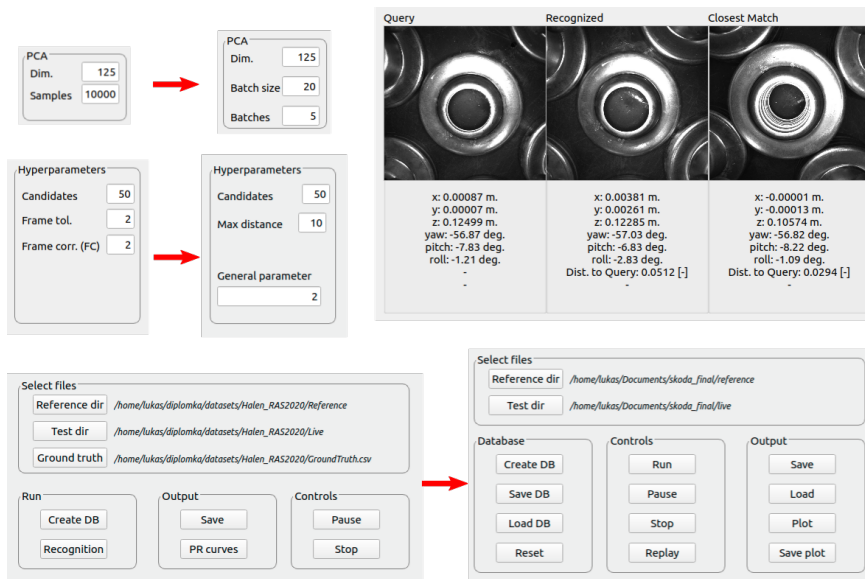 PCA
Dim. 125
Samples 10000
PCA
Dim. 125
Batch size 20
Batches 5
Hyperparameters
Candidates 50
Frame tol. 2
Frame corr. (FC) 2
Hyperparameters
Candidates 50
Max distance 10
General parameter
2
Query Recognized Closest Match
x: 0.00087 m. x: 0.00381 m. x: -0.00001 m.
y: 0.00007 m. y: 0.00261 m. y: -0.00013 m.
z: 0.12499 m. z: 0.12285 m. z: 0.10574 m.
yaw: -56.87 deg. yaw: -57.03 deg. yaw: -56.82 deg.
pitch: -7.83 deg. pitch: -6.83 deg. pitch: -8.22 deg.
roll: -1.21 deg. roll: -2.83 deg. roll: -1.09 deg.
- Dist. to Query: 0.0512 [-] Dist. to Query: 0.0294 [-]
- - -
Select files
Reference dir /home/lukas/diplomka/datasets/Halen_RAS2020/Reference
Test dir /home/lukas/diplomka/datasets/Halen_RAS2020/Live
Ground truth /home/lukas/diplomka/datasets/Halen_RAS2020/GroundTruth.csv
Run Output Controls
Create DB Save Pause
Recognition PR curves Stop
Select files
Reference dir /home/lukas/Documents/skoda_final/reference
Test dir /home/lukas/Documents/skoda_final/live
Database Controls Output
Create DB Run Save
Save DB Pause Load
Load DB Stop Plot
Reset Replay Save plot